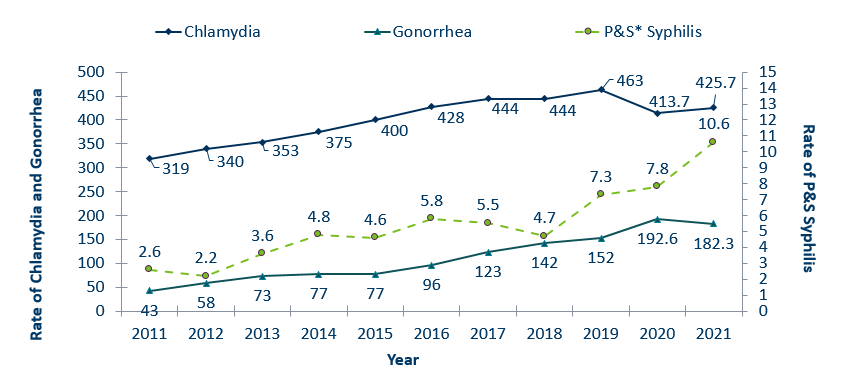 Chlamydia Gonorrhea P&S* Syphilis
500 15
450 14
400 13
350 12
300 11
250 10
200 9
150 8
100 7
50 6
0 5
4
3
2
1
0
319 340 353 375 400 428 444 444 463 413.7 425.7
2.6 2.2 3.6 4.8 4.6 5.8 5.5 4.7 7.3 7.8 10.6
43 58 73 77 77 96 123 142 152 192.6 182.3
2011 2012 2013 2014 2015 2016 2017 2018 2019 2020 2021
Year
Rate of Chlamydia and Gonorrhea
Rate of P&S Syphilis